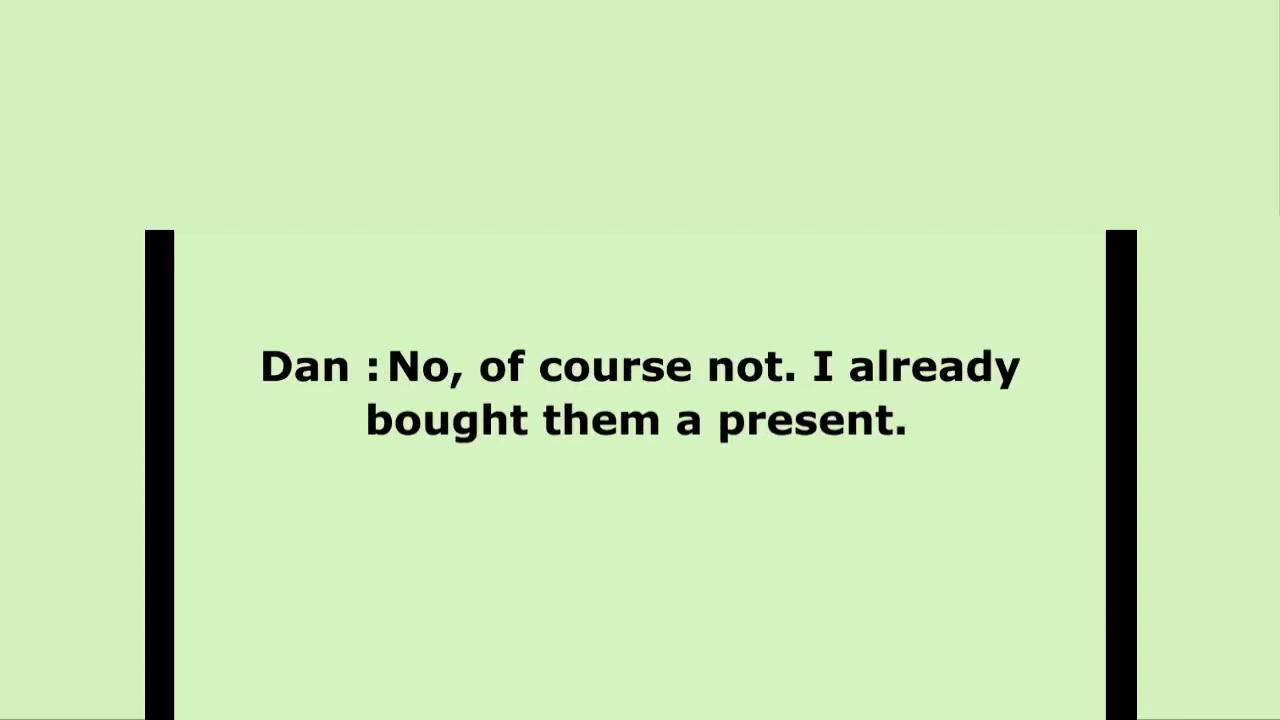 Dan : No, of course not. I already
bought them a present.